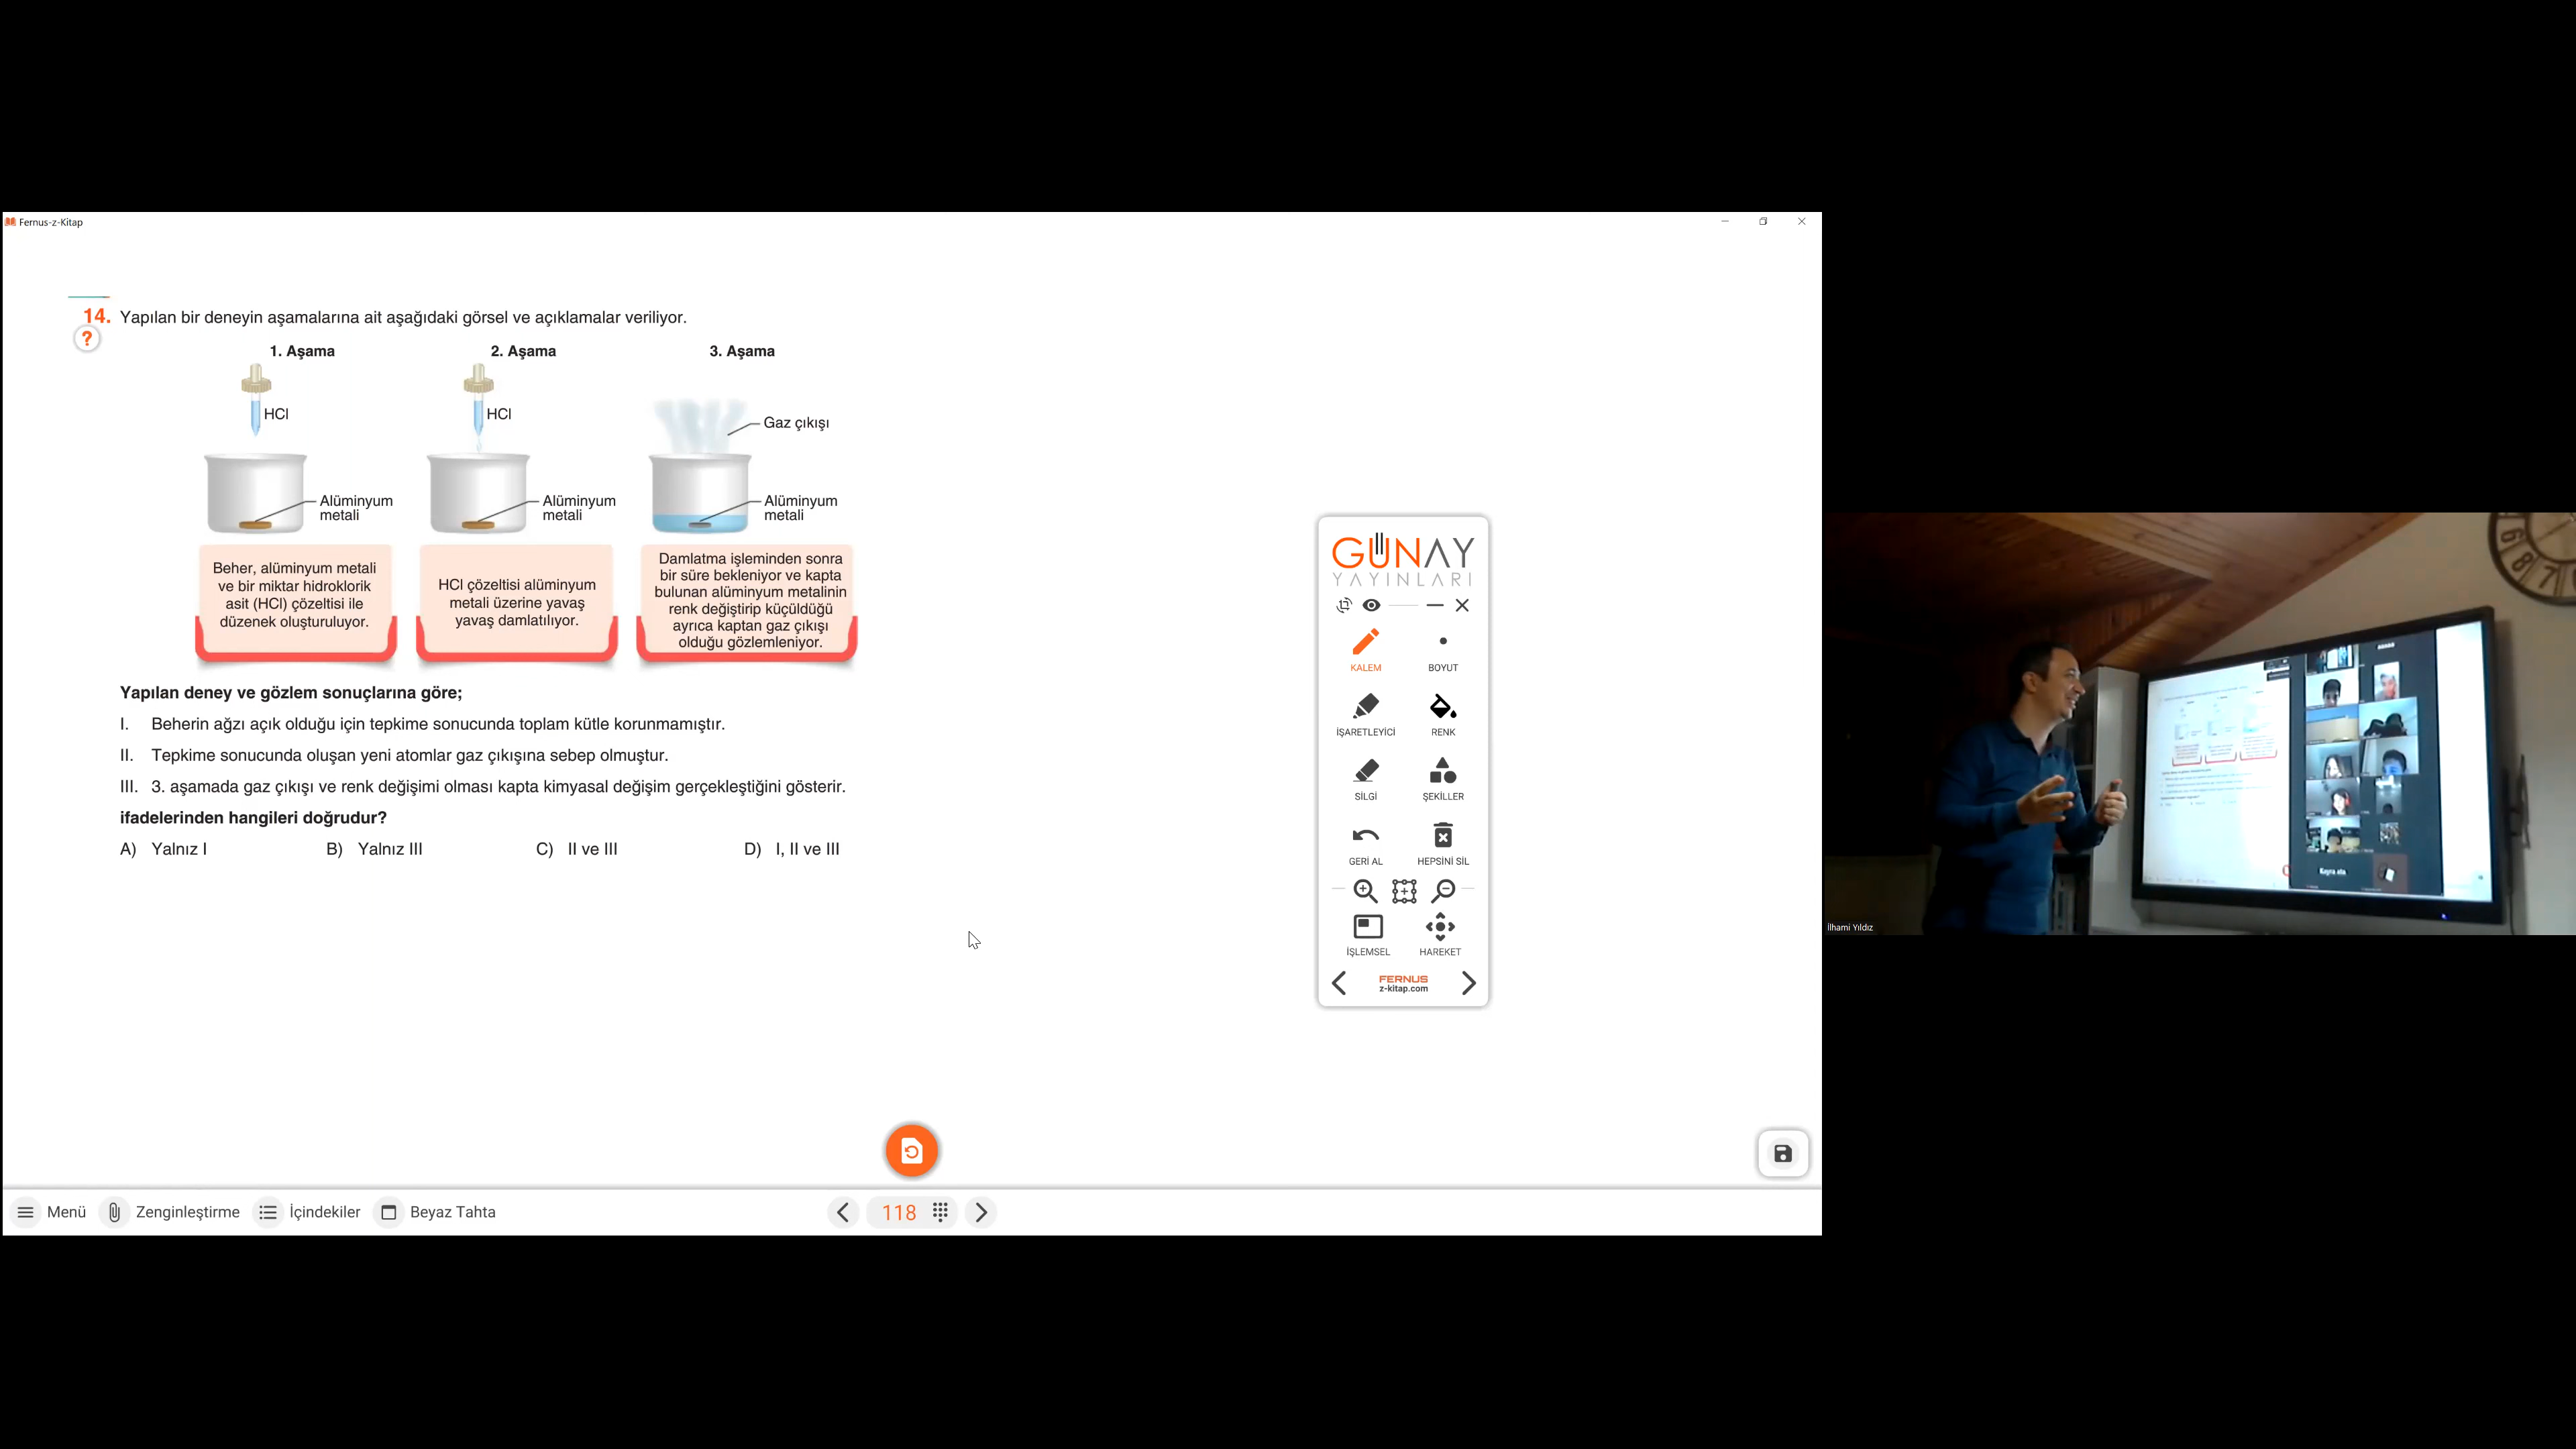 Fernus-z-Kitap
14. Yapılan bir deneyin aşamalarına ait aşağıdaki görsel ve açıklamalar veriliyor.
?
1. Aşama
2. Aşama
3. Aşama
HCl
HCl
Gaz çıkışı
Alüminyum
metali
Alüminyum
metali
Alüminyum
metali
Beher, alüminyum metali
ve bir miktar hidroklorik
asit (HCl) çözeltisi ile
düzenek oluşturuluyor.
HCl çözeltisi alüminyum
metali üzerine yavaş
yavaş damlatılıyor.
Damlatma işleminden sonra
bir süre bekleniyor ve kapta
bulunan alüminyum metalinin
renk değiştirip küçüldüğü
ayrıca kaptan gaz çıkışı
olduğu gözlemleniyor.
Yapılan deney ve gözlem sonuçlarına göre;
I. Beherin ağzı açık olduğu için tepkime sonucunda toplam kütle korunmamıştır.
II. Tepkime sonucunda oluşan yeni atomlar gaz çıkışına sebep olmuştur.
III. 3. aşamada gaz çıkışı ve renk değişimi olması kapta kimyasal değişim gerçekleştiğini gösterir.
ifadelerinden hangileri doğrudur?
A) Yalnız I B) Yalnız III C) II ve III D) I, II ve III
GÜNAY
YAYINLARI
KALEM
BOYUT
İŞARETLEYİCİ
RENK
SİLGİ
ŞEKİLLER
GERİ AL
HEPSİNİ SİL
İŞLEMSEL
HAREKET
FERNUS
z-kitap.com
Menü
Zenginleştirme
İçindekiler
Beyaz Tahta
118
İlhami Yıldız
Kayra ata